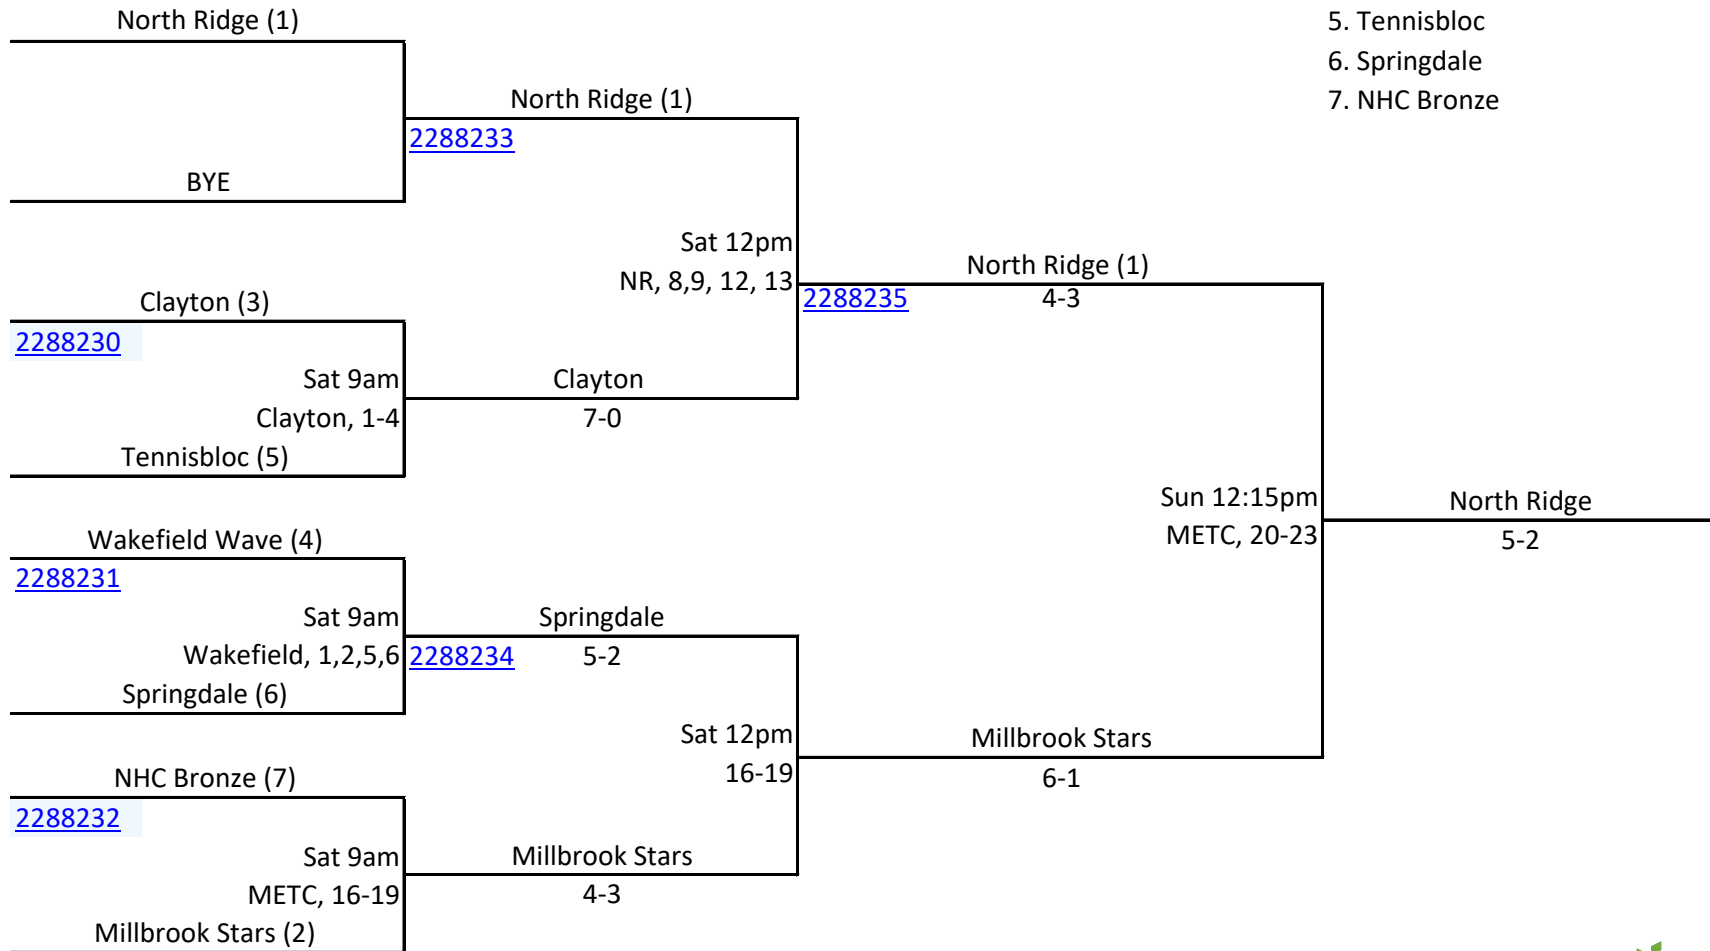 North Ridge (1)
5. Tennisbloc
6. Springdale
7. NHC Bronze
North Ridge (1)
2288233
BYE
Sat 12pm
NR, 8,9, 12, 13
North Ridge (1)
2288235
4-3
Clayton (3)
2288230
Sat 9am
Clayton, 1-4
Clayton
7-0
Tennisbloc (5)
Sun 12:15pm
METC, 20-23
North Ridge
5-2
Wakefield Wave (4)
2288231
Sat 9am
Wakefield, 1,2,5,6
Springdale
2288234
5-2
Springdale (6)
Sat 12pm
16-19
Millbrook Stars
6-1
NHC Bronze (7)
2288232
Sat 9am
METC, 16-19
Millbrook Stars
4-3
Millbrook Stars (2)